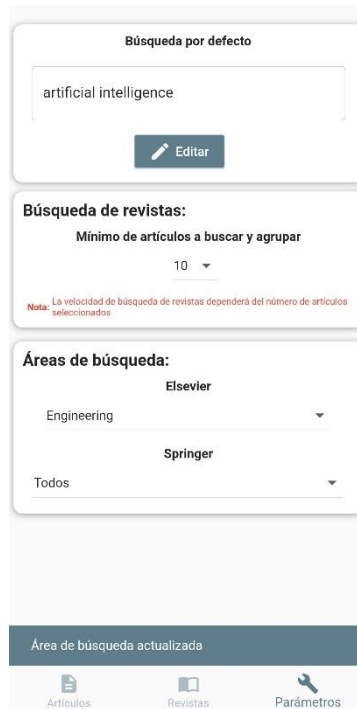 Búsqueda por defecto
artificial intelligence
Editar
Búsqueda de revistas:
Mínimo de artículos a buscar y agrupar
10
Nota: La velocidad de búsqueda de revistas dependerá del número de artículos
seleccionados
Áreas de búsqueda:
Elsevier
Engineering
Springer
Todos
Área de búsqueda actualizada
Artículos Revistas Parámetros